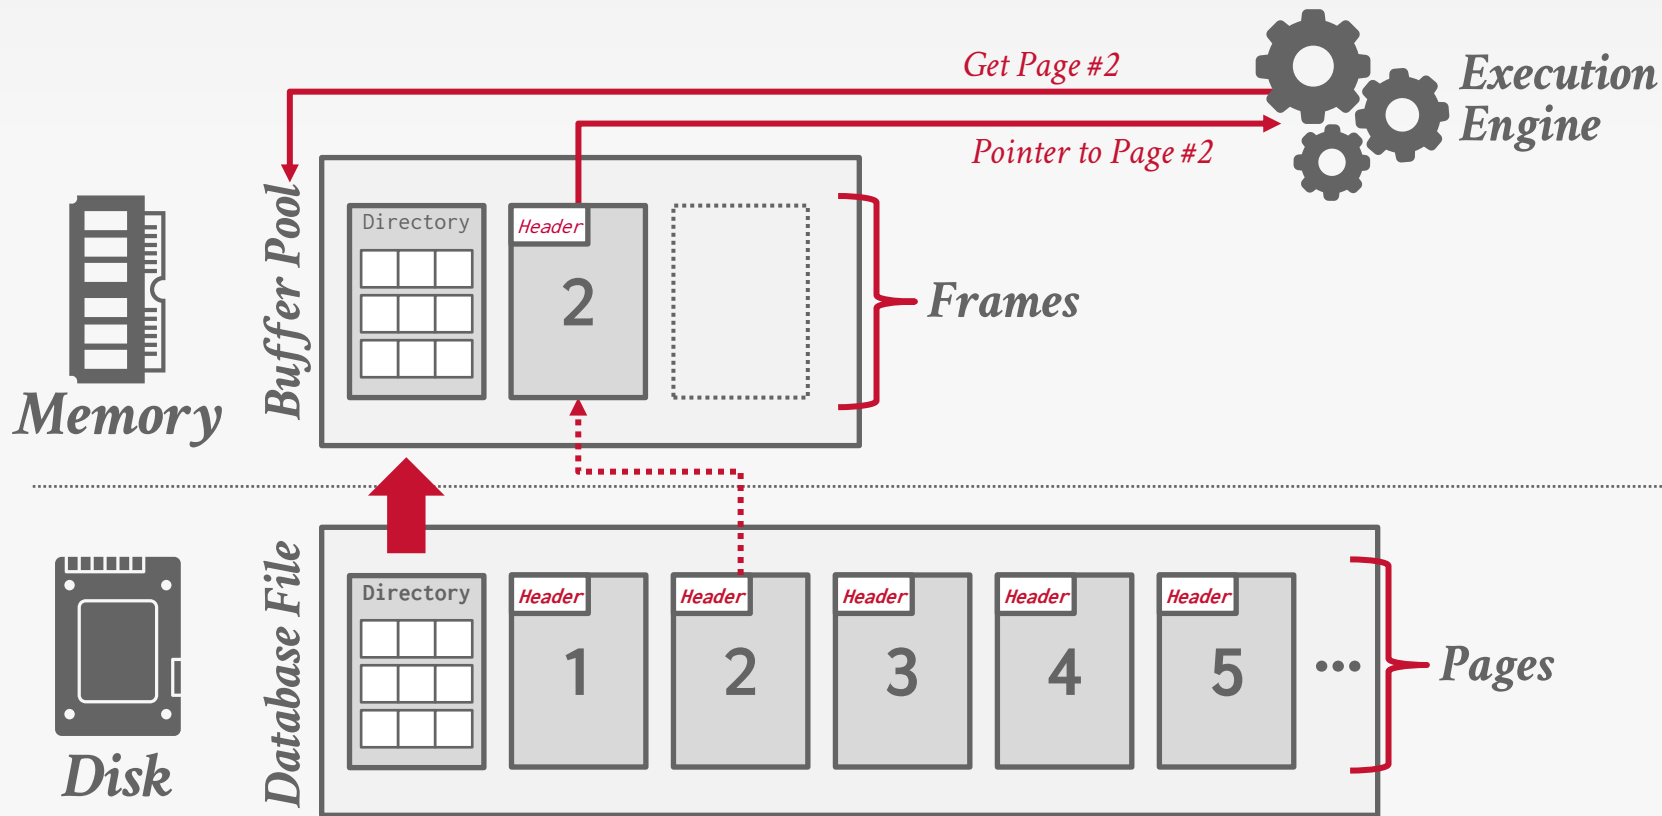 Get Page #2
Execution
Engine
Pointer to Page #2
Buffer Pool
Directory
Header
2
Frames
Memory
Database File
Directory
Header
1
Header
2
Header
3
Header
4
Header
5
...
Pages
Disk